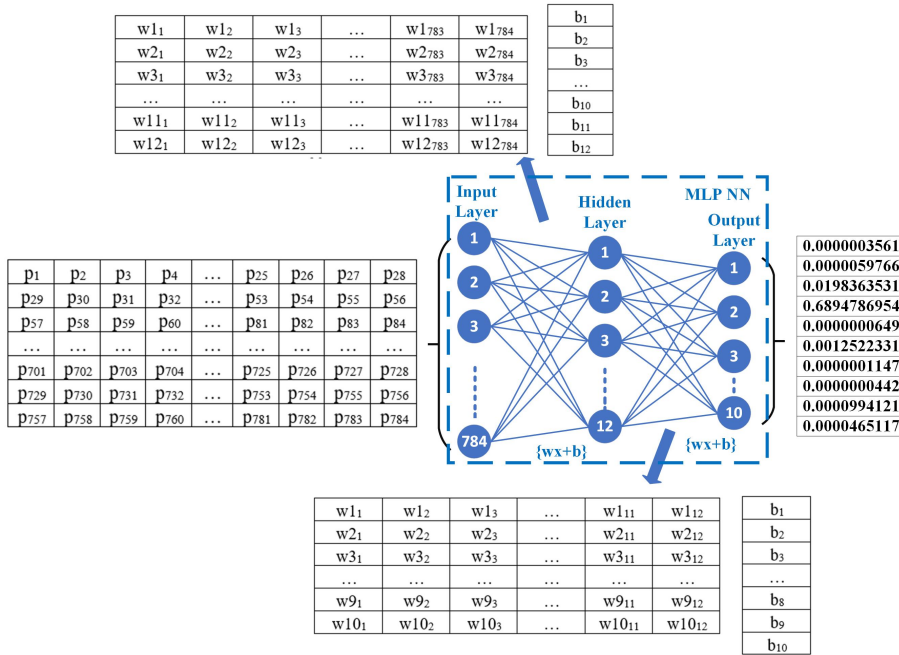 w1₁ w1₂ w1₃ … w1₇₈₃ w1₇₈₄
w2₁ w2₂ w2₃ … w2₇₈₃ w2₇₈₄
w3₁ w3₂ w3₃ … w3₇₈₃ w3₇₈₄
… … … … … …
w11₁ w11₂ w11₃ … w11₇₈₃ w11₇₈₄
w12₁ w12₂ w12₃ … w12₇₈₃ w12₇₈₄
b₁
b₂
b₃
…
b₁₀
b₁₁
b₁₂
p₁ p₂ p₃ p₄ … p₂₅ p₂₆ p₂₇ p₂₈
p₂₉ p₃₀ p₃₁ p₃₂ … p₅₃ p₅₄ p₅₅ p₅₆
p₅₇ p₅₈ p₅₉ p₆₀ … p₈₁ p₈₂ p₈₃ p₈₄
… … … … … … … … …
p₇₀₁ p₇₀₂ p₇₀₃ p₇₀₄ … p₇₂₅ p₇₂₆ p₇₂₇ p₇₂₈
p₇₂₉ p₇₃₀ p₇₃₁ p₇₃₂ … p₇₅₃ p₇₅₄ p₇₅₅ p₇₅₆
p₇₅₇ p₇₅₈ p₇₅₉ p₇₆₀ … p₇₈₁ p₇₈₂ p₇₈₃ p₇₈₄
MLP NN
Input
Layer
1
2
3
784
Hidden
Layer
1
2
3
12
Output
Layer
1
2
3
10
{wx+b}
{wx+b}
0.0000003561
0.0000059766
0.0198363531
0.6894786954
0.0000000649
0.0012522331
0.0000001147
0.0000000442
0.0000994121
0.0000465117
w1₁ w1₂ w1₃ … w1₁₁ w1₁₂
w2₁ w2₂ w2₃ … w2₁₁ w2₁₂
w3₁ w3₂ w3₃ … w3₁₁ w3₁₂
… … … … … …
w9₁ w9₂ w9₃ … w9₁₁ w9₁₂
w10₁ w10₂ w10₃ … w10₁₁ w10₁₂
b₁
b₂
b₃
…
b₈
b₉
b₁₀